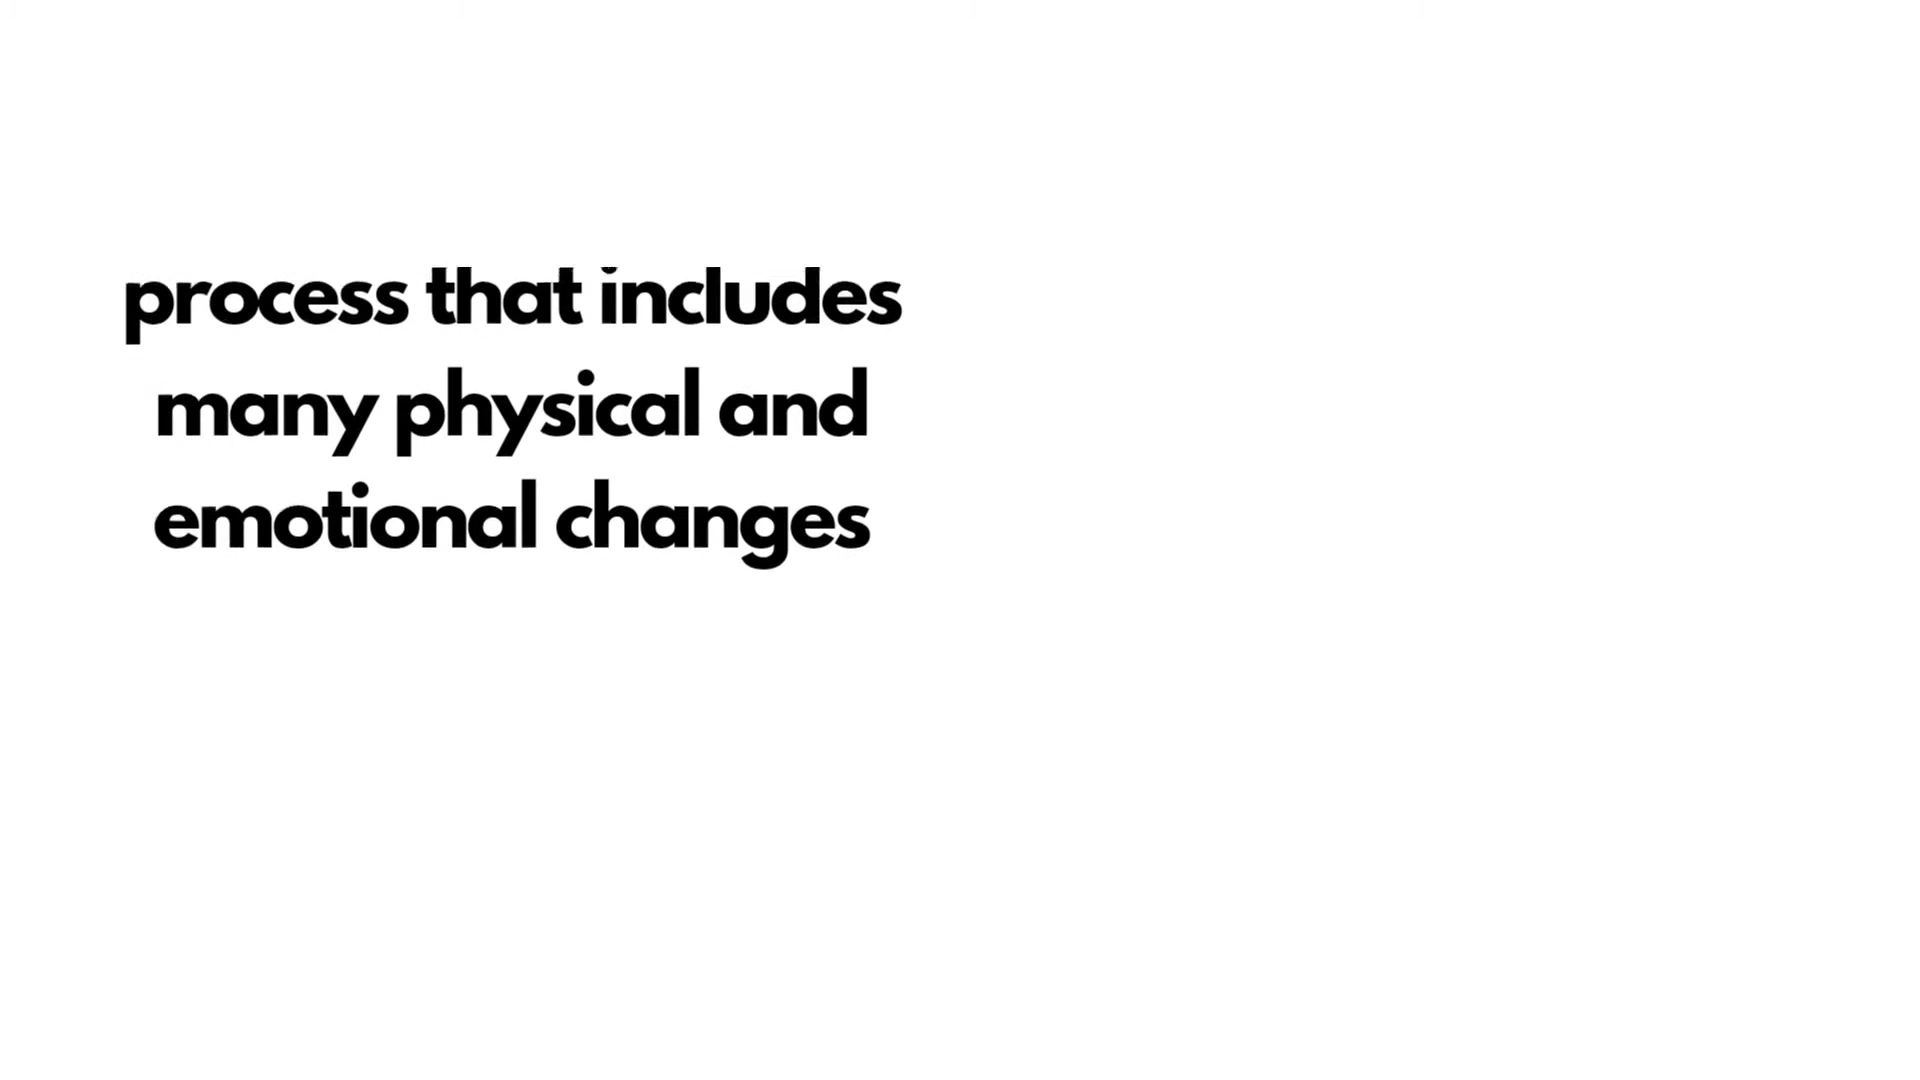 process that includes
many physical and
emotional changes